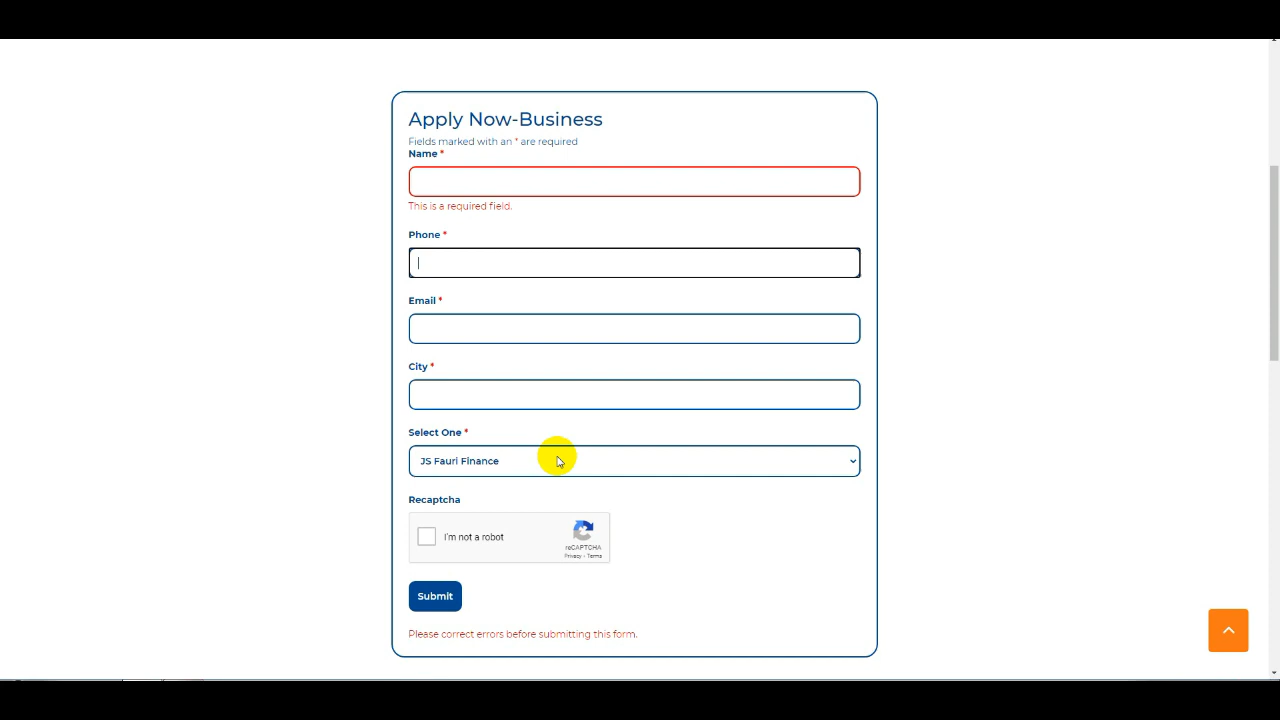 Apply Now-Business
Fields marked with an * are required
Name *
This is a required field.
Phone *
Email *
City *
Select One *
JS Fauri Finance
Recaptcha
I'm not a robot
reCAPTCHA
Privacy - Terms
Submit
Please correct errors before submitting this form.